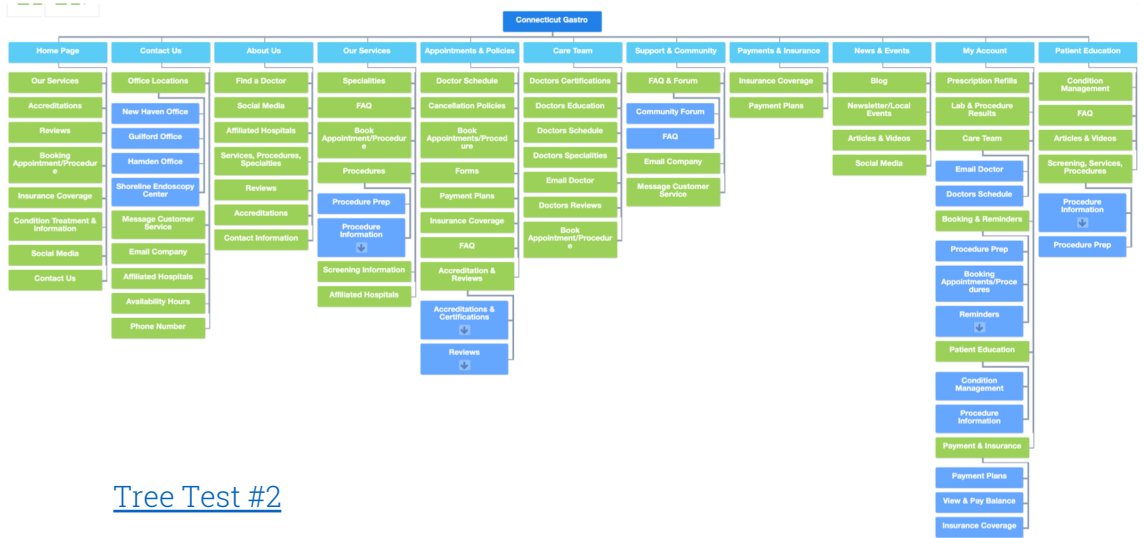 Connecticut Gastro
Home Page
Our Services
Accreditations
Reviews
Booking
Appointment/Procedur
e
Insurance Coverage
Condition Treatment &
Information
Social Media
Contact Us
Contact Us
Office Locations
New Haven Office
Guilford Office
Hamden Office
Shoreline Endoscopy
Center
Message Customer
Service
Email Company
Affiliated Hospitals
Availability Hours
Phone Number
About Us
Find a Doctor
Social Media
Affiliated Hospitals
Services, Procedures,
Specialties
Reviews
Accreditations
Contact Information
Our Services
Specialities
FAQ
Book
Appointment/Procedur
e
Procedures
Procedure Prep
Procedure
Information
Screening Information
Affiliated Hospitals
Appointments & Policies
Doctor Schedule
Cancellation Policies
Book
Appointments/Proced
ure
Forms
Payment Plans
Insurance Coverage
FAQ
Accreditation &
Reviews
Accreditations &
Certifications
Reviews
Care Team
Doctors Certifications
Doctors Education
Doctors Schedule
Doctors Specialities
Email Doctor
Doctors Reviews
Book
Appointment/Procedur
e
Support & Community
FAQ & Forum
Community Forum
FAQ
Email Company
Message Customer
Service
Payments & Insurance
Insurance Coverage
Payment Plans
News & Events
Blog
Newsletter/Local
Events
Articles & Videos
Social Media
My Account
Prescription Refills
Lab & Procedure
Results
Care Team
Email Doctor
Doctors Schedule
Booking & Reminders
Procedure Prep
Booking
Appointments/Proce
dures
Reminders
Patient Education
Condition
Management
Procedure
Information
Payment & Insurance
Payment Plans
View & Pay Balance
Insurance Coverage
Patient Education
Condition
Management
FAQ
Articles & Videos
Screening, Services,
Procedures
Procedure
Information
Procedure Prep
Tree Test #2